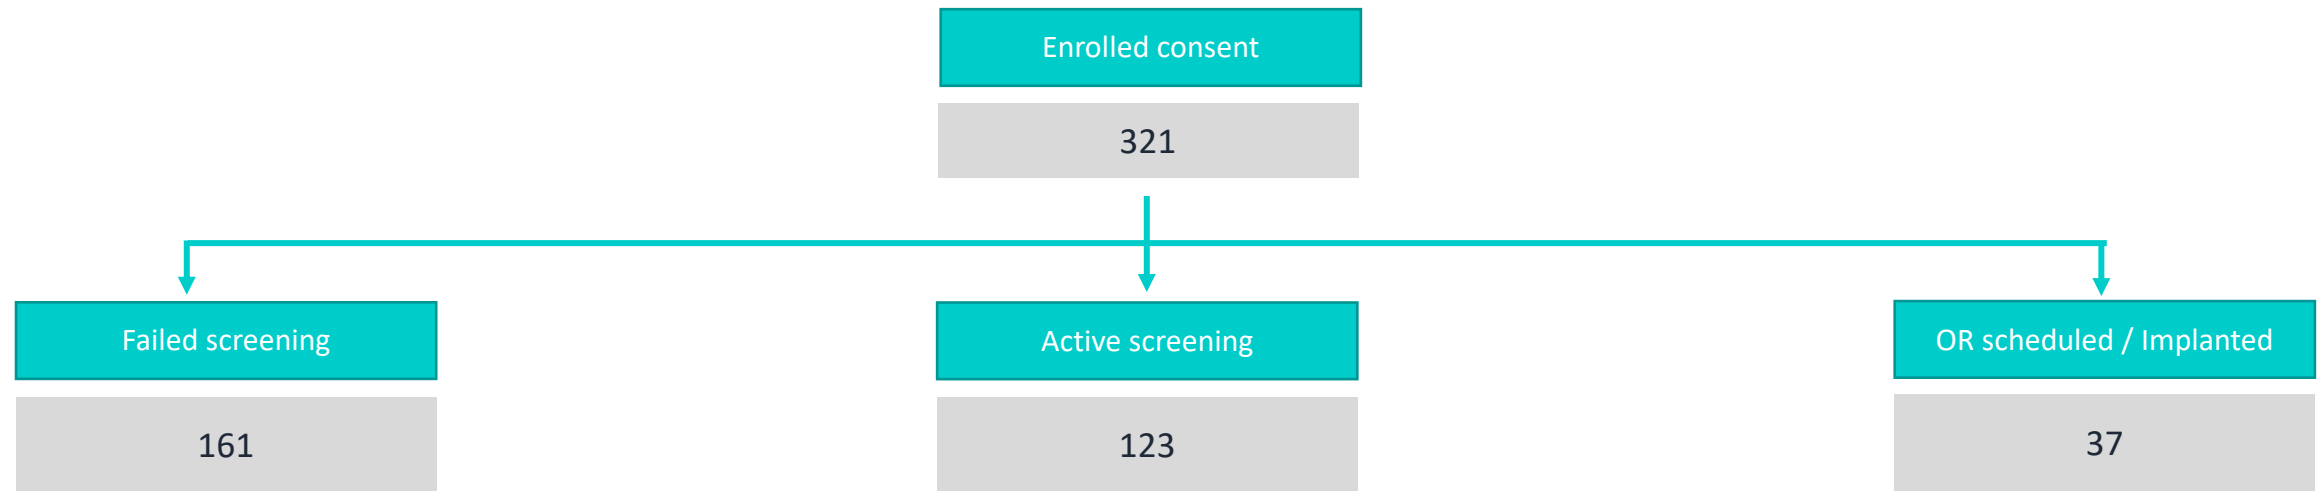 Enrolled consent
321
Failed screening
Active screening
OR scheduled / Implanted
161
123
37